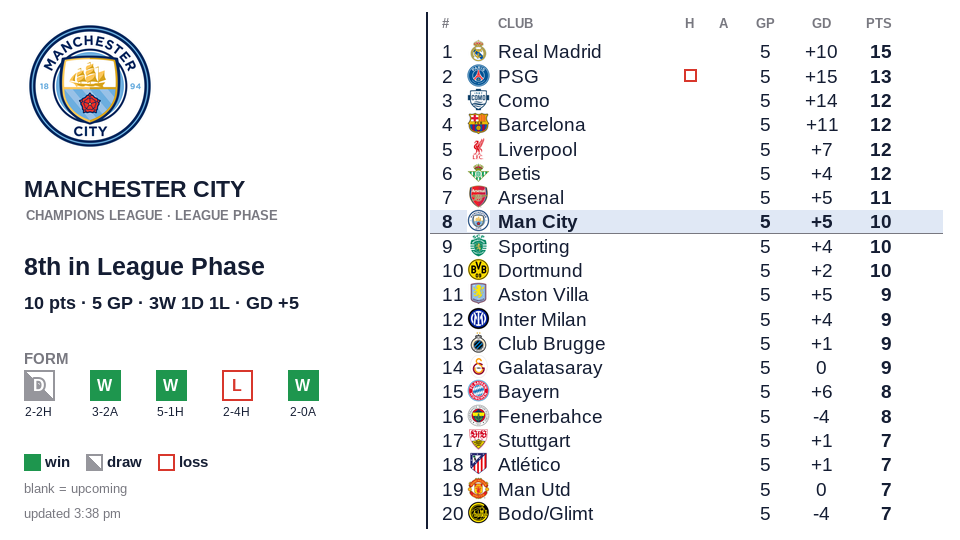 MANCHESTER
18 94
CITY
MANCHESTER CITY
CHAMPIONS LEAGUE · LEAGUE PHASE
8th in League Phase
10 pts · 5 GP · 3W 1D 1L · GD +5
FORM
D W W L W
2-2H 3-2A 5-1H 2-4H 2-0A
win draw loss
blank = upcoming
updated 3:38 pm
# CLUB H A GP GD PTS
1 Real Madrid 5 +10 15
2 PSG 5 +15 13
3 Como 5 +14 12
4 Barcelona 5 +11 12
5 Liverpool 5 +7 12
6 Betis 5 +4 12
7 Arsenal 5 +5 11
8 Man City 5 +5 10
9 Sporting 5 +4 10
10 Dortmund 5 +2 10
11 Aston Villa 5 +5 9
12 Inter Milan 5 +4 9
13 Club Brugge 5 +1 9
14 Galatasaray 5 0 9
15 Bayern 5 +6 8
16 Fenerbahce 5 -4 8
17 Stuttgart 5 +1 7
18 Atlético 5 +1 7
19 Man Utd 5 0 7
20 Bodo/Glimt 5 -4 7